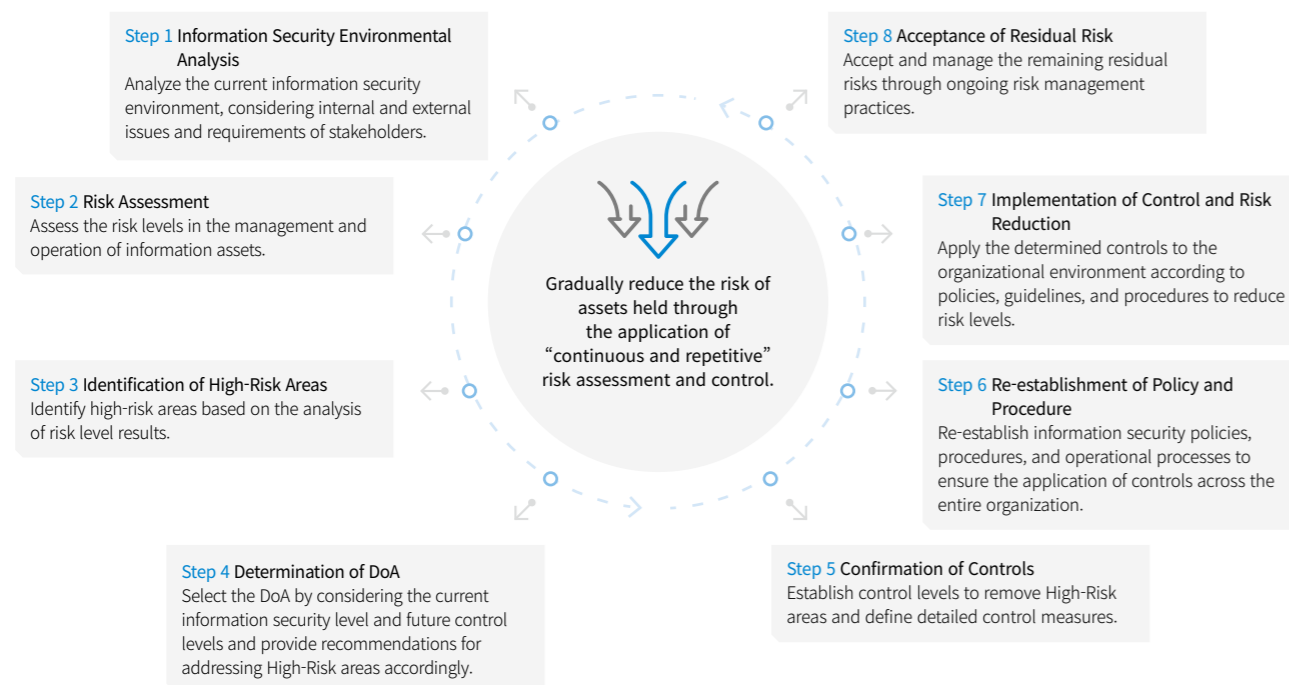 Step 1 Information Security Environmental
Analysis
Analyze the current information security
environment, considering internal and external
issues and requirements of stakeholders.
Step 2 Risk Assessment
Assess the risk levels in the management and
operation of information assets.
Step 3 Identification of High-Risk Areas
Identify high-risk areas based on the analysis
of risk level results.
Step 4 Determination of DoA
Select the DoA by considering the current
information security level and future control
levels and provide recommendations for
addressing High-Risk areas accordingly.
Step 5 Confirmation of Controls
Establish control levels to remove High-Risk
areas and define detailed control measures.
Step 6 Re-establishment of Policy and
Procedure
Re-establish information security policies,
procedures, and operational processes to
ensure the application of controls across the
entire organization.
Step 7 Implementation of Control and Risk
Reduction
Apply the determined controls to the
organizational environment according to
policies, guidelines, and procedures to reduce
risk levels.
Step 8 Acceptance of Residual Risk
Accept and manage the remaining residual
risks through ongoing risk management
practices.
Gradually reduce the risk of
assets held through
the application of
“continuous and repetitive”
risk assessment and control.